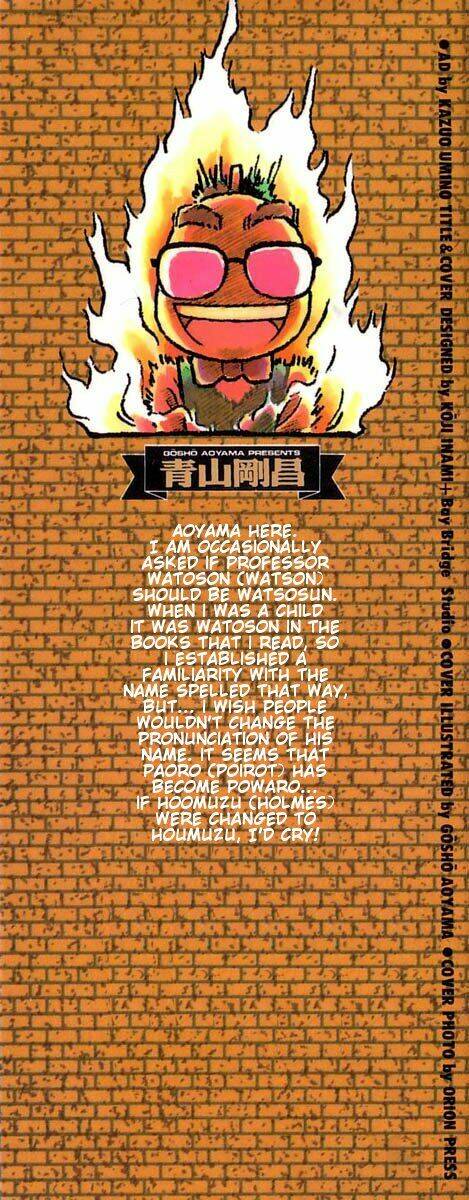 GŌSHŌ AOYAMA PRESENTS
青山剛昌
AOYAMA HERE.
I AM OCCASIONALLY
ASKED IF PROFESSOR
WATOSON (WATSON)
SHOULD BE WATSOSUN.
WHEN I WAS A CHILD
IT WAS WATOSON IN THE
BOOKS THAT I READ, SO
I ESTABLISHED A
FAMILIARITY WITH THE
NAME SPELLED THAT WAY,
BUT... I WISH PEOPLE
WOULDN'T CHANGE THE
PRONUNCIATION OF HIS
NAME. IT SEEMS THAT
PAORO (POIROT) HAS
BECOME POWARO...
IF HOOMUZU (HOLMES)
WERE CHANGED TO
HOUMUZU, I'D CRY!
●AD by KAZUO UMINO TITLE&COVER DESIGNED by KŌJI INAMI+Bay Bridge Studio ●COVER ILLUSTRATED by GŌSHŌ AOYAMA ●COVER PHOTO by ORION PRESS